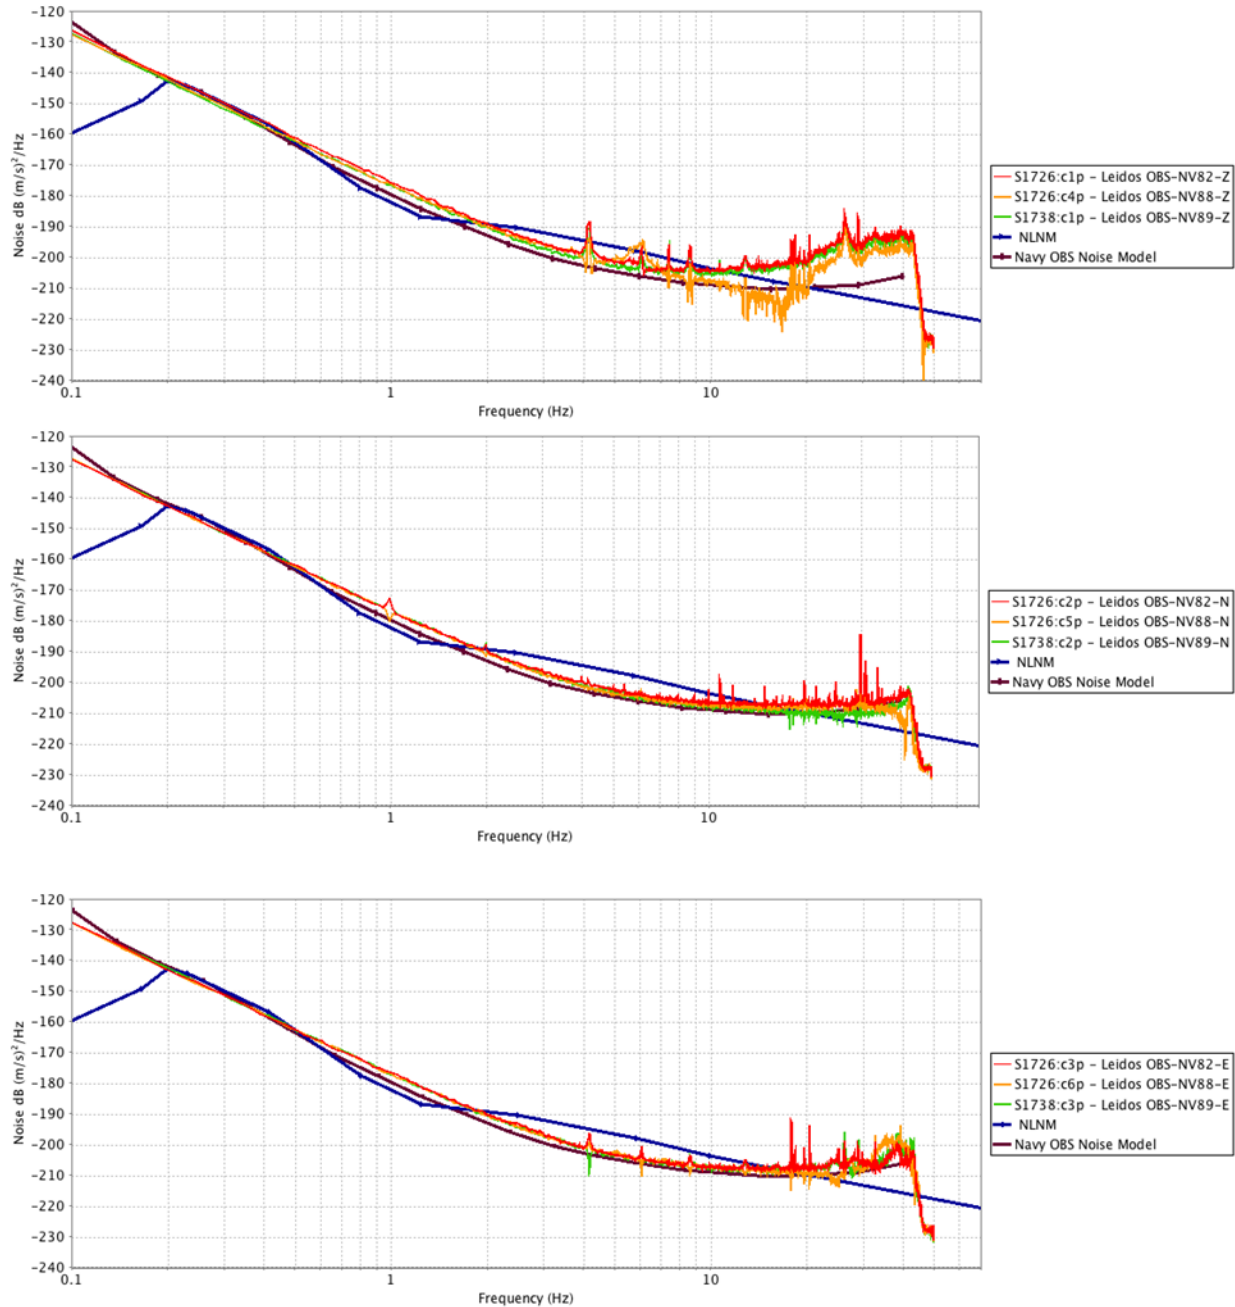 −120
−130
−140
−150
−160
−170
−180
−190
−200
−210
−220
−230
−240
Noise dB (m/s)²/Hz
0.1
1
10
Frequency (Hz)
S1726:c1p – Leidos OBS–NV82–Z
S1726:c4p – Leidos OBS–NV88–Z
S1738:c1p – Leidos OBS–NV89–Z
NLNM
Navy OBS Noise Model
−120
−130
−140
−150
−160
−170
−180
−190
−200
−210
−220
−230
−240
Noise dB (m/s)²/Hz
0.1
1
10
Frequency (Hz)
S1726:c2p – Leidos OBS–NV82–N
S1726:c5p – Leidos OBS–NV88–N
S1738:c2p – Leidos OBS–NV89–N
NLNM
Navy OBS Noise Model
−120
−130
−140
−150
−160
−170
−180
−190
−200
−210
−220
−230
−240
Noise dB (m/s)²/Hz
0.1
1
10
Frequency (Hz)
S1726:c3p – Leidos OBS–NV82–E
S1726:c6p – Leidos OBS–NV88–E
S1738:c3p – Leidos OBS–NV89–E
NLNM
Navy OBS Noise Model